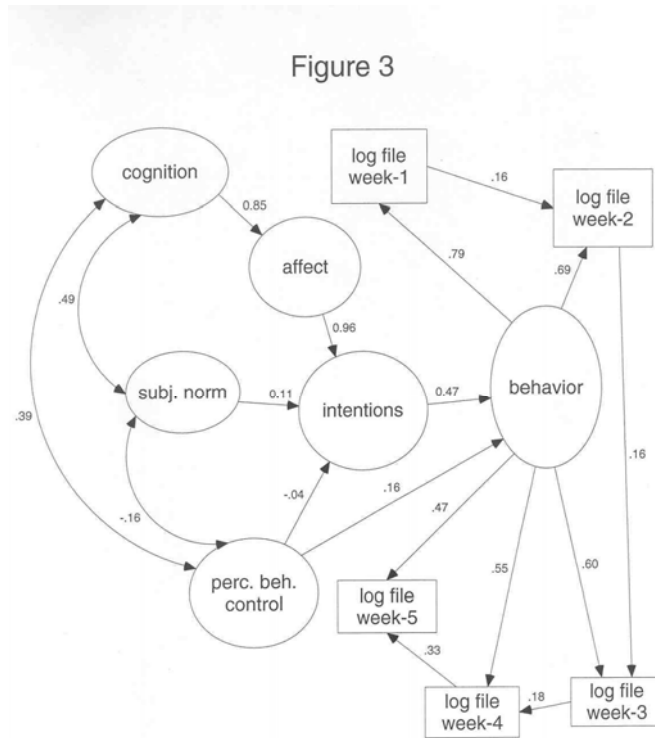 Figure 3
cognition
log file
week-1
.16
log file
week-2
0.85
affect
.79
.69
.49
0.96
subj. norm
0.11
intentions
0.47
behavior
.39
.16
-.04
.16
-.16
.47
perc. beh.
control
.55
.60
log file
week-5
.33
log file
week-4
.18
log file
week-3